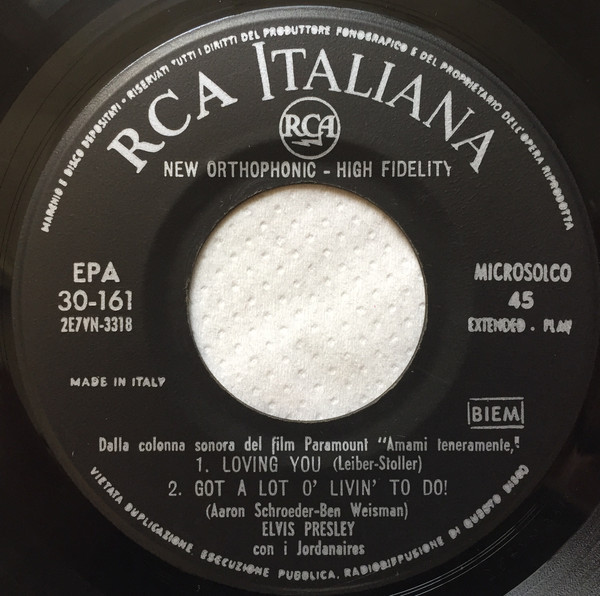 MARCHIO E DISCO DEPOSITATI • RISERVATI TUTTI I DIRITTI DEL PRODUTTORE FONOGRAFICO E DEL PROPRIETARIO DELL'OPERA RIPRODOTTA
RCA ITALIANA
RCA
NEW ORTHOPHONIC - HIGH FIDELITY
EPA
30-161
2E7VN-3318
MICROSOLCO
45
EXTENDED - PLAY
MADE IN ITALY
BIEM
Dalla colonna sonora del film Paramount "Amami teneramente,"
1. LOVING YOU (Leiber-Stoller)
2. GOT A LOT O' LIVIN' TO DO!
(Aaron Schroeder-Ben Weisman)
ELVIS PRESLEY
con i Jordanaires
VIETATA DUPLICAZIONE, ESECUZIONE PUBBLICA, RADIODIFFUSIONE DI QUESTO DISCO